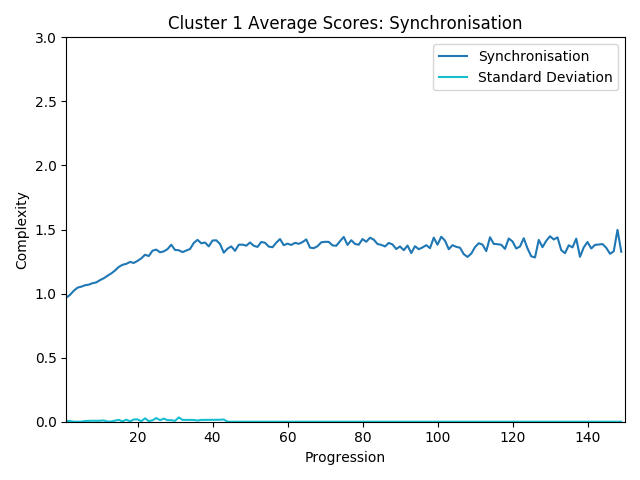 Cluster 1 Average Scores: Synchronisation
3.0
2.5
2.0
1.5
1.0
0.5
0.0
Complexity
Synchronisation
Standard Deviation
20 40 60 80 100 120 140
Progression